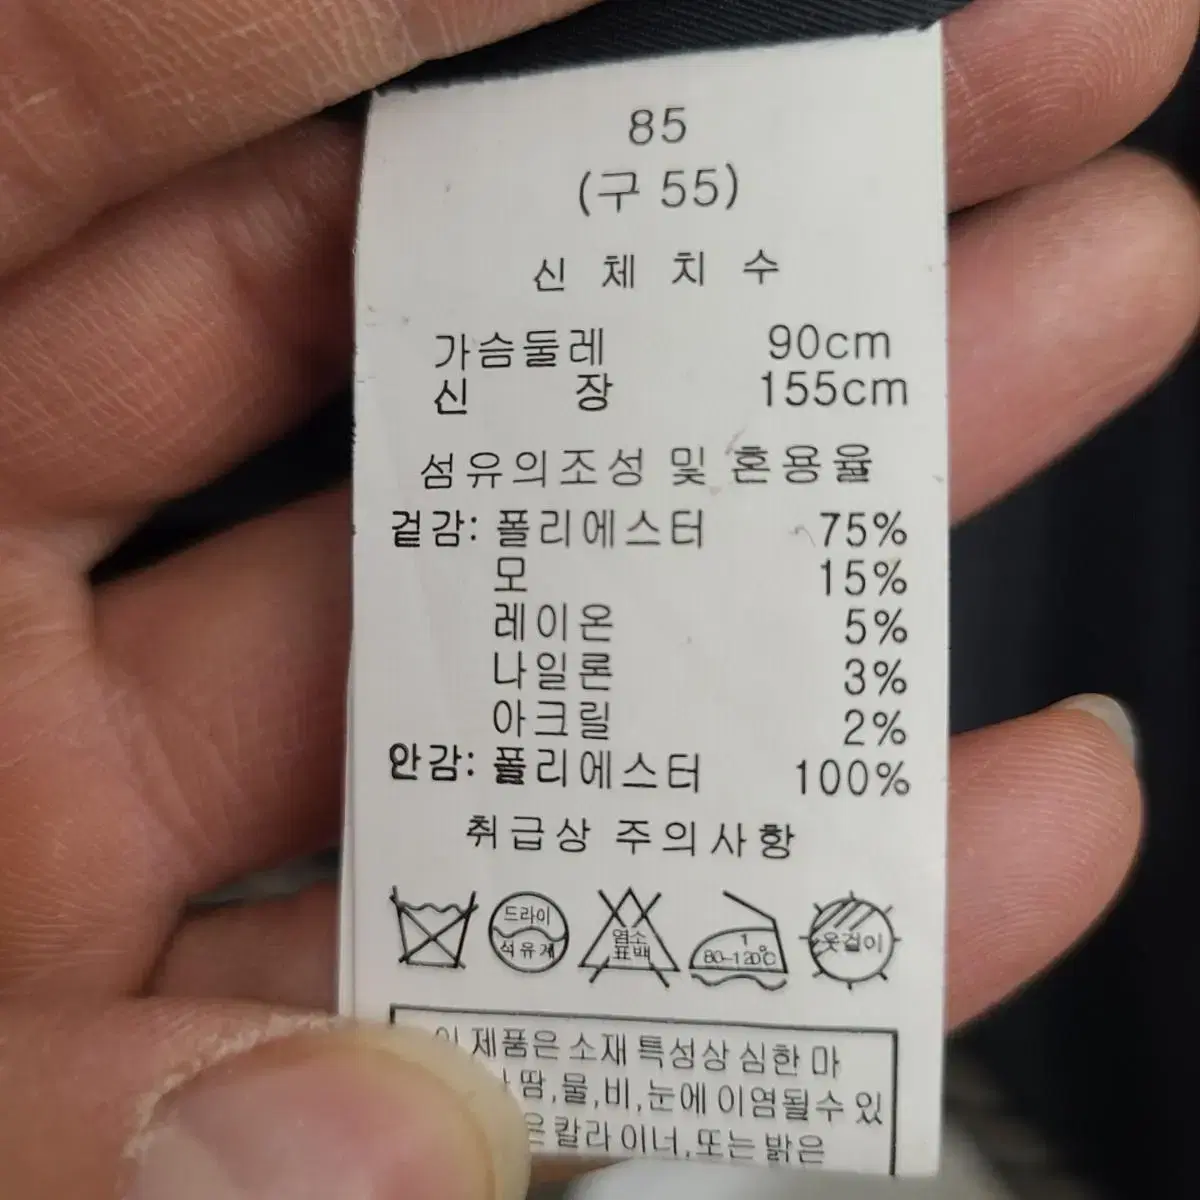 85
(구 55)
신 체 치 수
가슴둘레 90cm
신 장 155cm
섬유의조성 및 혼용율
겉감: 폴리에스터 75%
모 15%
레이온 5%
나일론 3%
아크릴 2%
안감: 폴리에스터 100%
취급상 주의사항
드라이
석유계
염소
표백
1
80-120℃
옷걸이
이 제품은 소재 특성상 심한 마
땀,물,비,눈에 이염될수 있
은 칼라 이너,또는 밝은